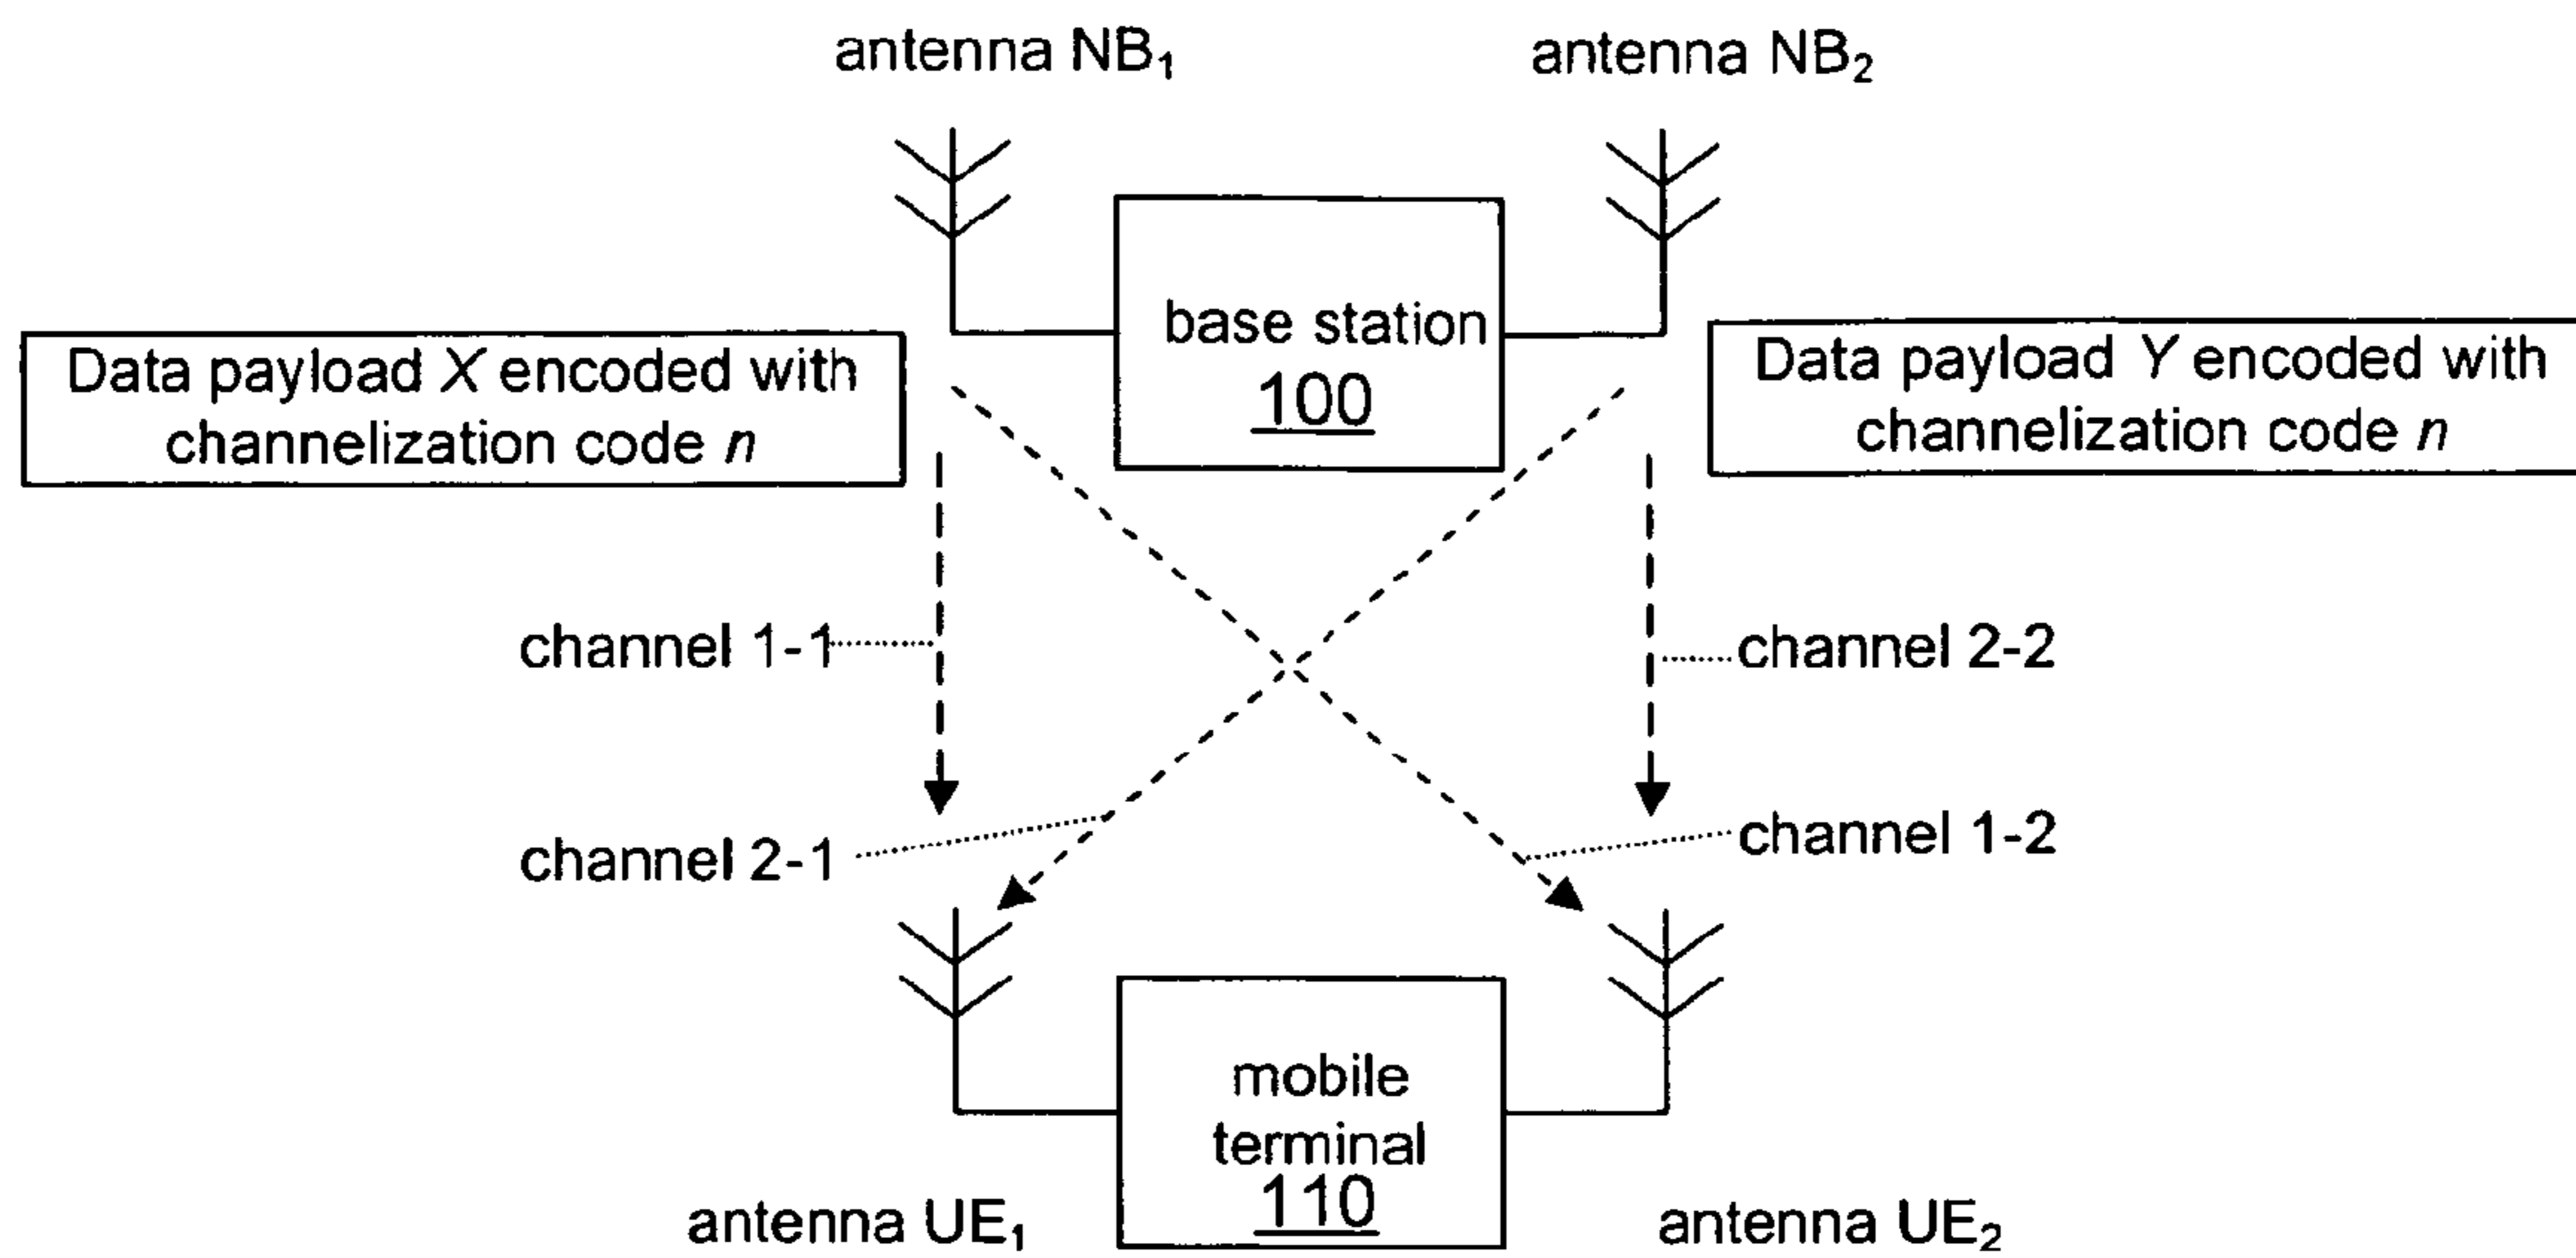 antenna NB₁
antenna NB₂
base station
100
Data payload X encoded with
channelization code n
Data payload Y encoded with
channelization code n
channel 1-1
channel 2-2
channel 2-1
channel 1-2
mobile
terminal
110
antenna UE₁
antenna UE₂